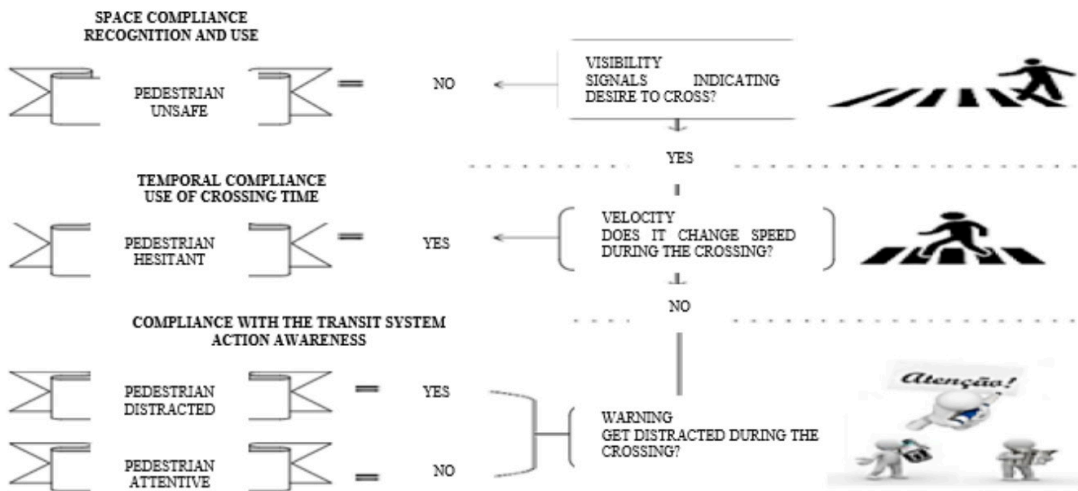 SPACE COMPLIANCE
RECOGNITION AND USE
PEDESTRIAN
UNSAFE
NO
VISIBILITY
SIGNALS INDICATING
DESIRE TO CROSS?
YES
TEMPORAL COMPLIANCE
USE OF CROSSING TIME
PEDESTRIAN
HESITANT
YES
VELOCITY
DOES IT CHANGE SPEED
DURING THE CROSSING?
NO
COMPLIANCE WITH THE TRANSIT SYSTEM
ACTION AWARENESS
Atenção!
PEDESTRIAN
DISTRACTED
YES
WARNING
GET DISTRACTED DURING THE
CROSSING?
PEDESTRIAN
ATTENTIVE
NO